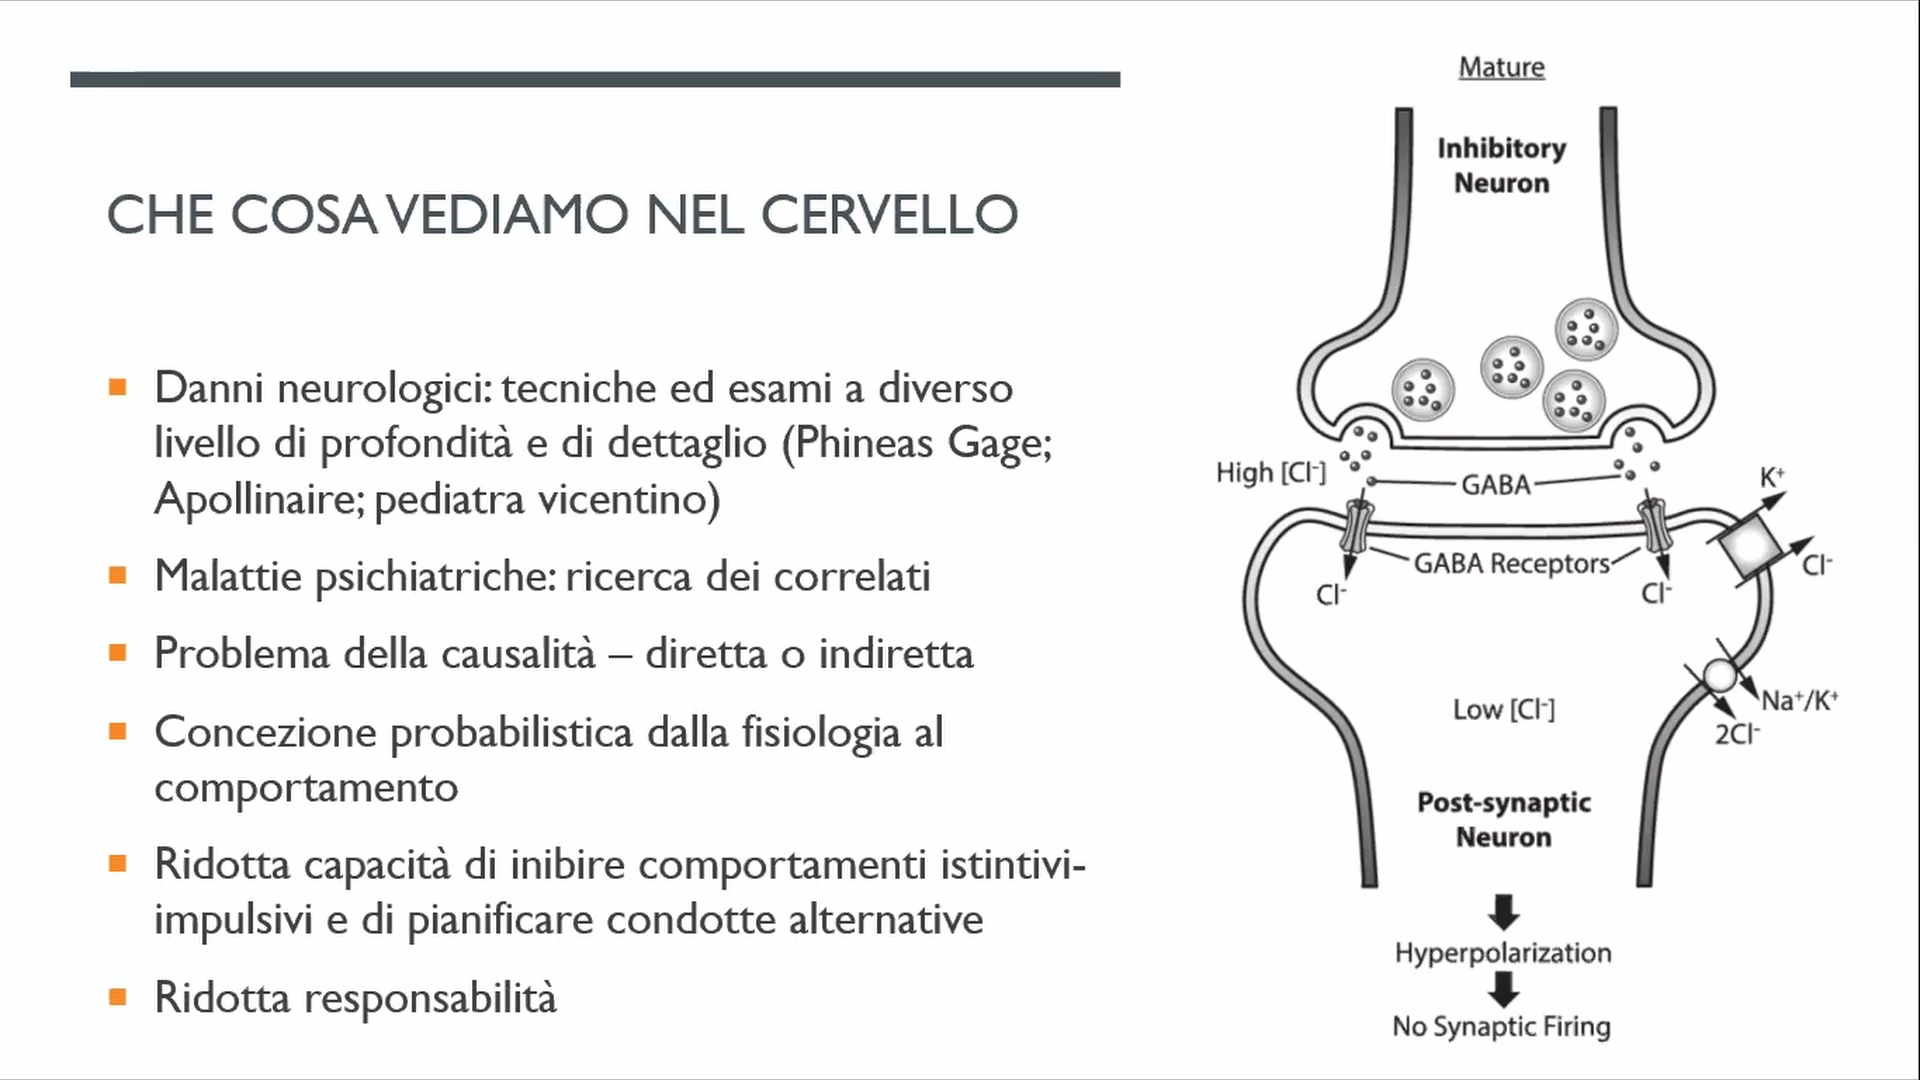 CHE COSA VEDIAMO NEL CERVELLO
Danni neurologici: tecniche ed esami a diverso
livello di profondità e di dettaglio (Phineas Gage;
Apollinaire; pediatra vicentino)
Malattie psichiatriche: ricerca dei correlati
Problema della causalità – diretta o indiretta
Concezione probabilistica dalla fisiologia al
comportamento
Ridotta capacità di inibire comportamenti istintivi-
impulsivi e di pianificare condotte alternative
Ridotta responsabilità
Mature
Inhibitory
Neuron
High [Cl⁻]
GABA
K⁺
GABA Receptors
Cl⁻
Cl⁻
Cl⁻
Low [Cl⁻]
Na⁺/K⁺
2Cl⁻
Post-synaptic
Neuron
Hyperpolarization
No Synaptic Firing